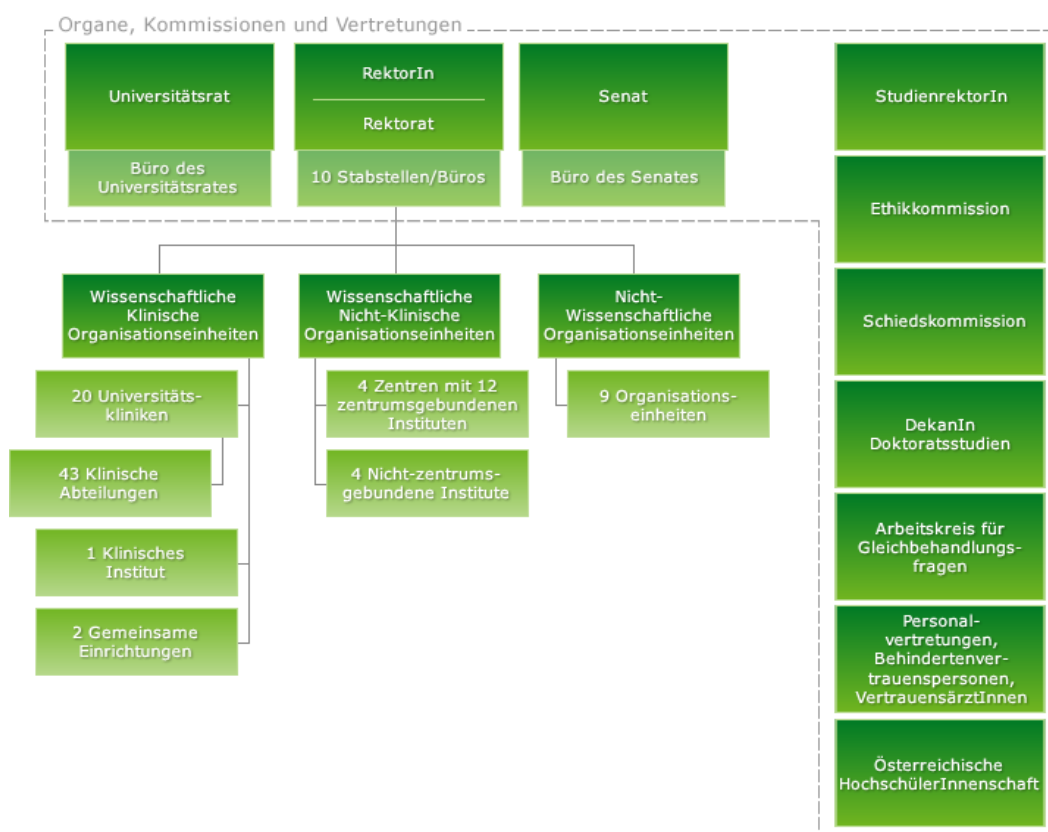 Organe, Kommissionen und Vertretungen
Universitätsrat
Büro des
Universitätsrates
RektorIn
Rektorat
10 Stabstellen/Büros
Senat
Büro des Senates
Wissenschaftliche
Klinische
Organisationseinheiten
20 Universitäts-
kliniken
43 Klinische
Abteilungen
1 Klinisches
Institut
2 Gemeinsame
Einrichtungen
Wissenschaftliche
Nicht-Klinische
Organisationseinheiten
4 Zentren mit 12
zentrumsgebundenen
Instituten
4 Nicht-zentrums-
gebundene Institute
Nicht-
Wissenschaftliche
Organisationseinheiten
9 Organisations-
einheiten
StudienrektorIn
Ethikkommission
Schiedskommission
DekanIn
Doktoratsstudien
Arbeitskreis für
Gleichbehandlungs-
fragen
Personal-
vertretungen,
Behindertenver-
trauenspersonen,
VertrauensärztInnen
Österreichische
HochschülerInnenschaft